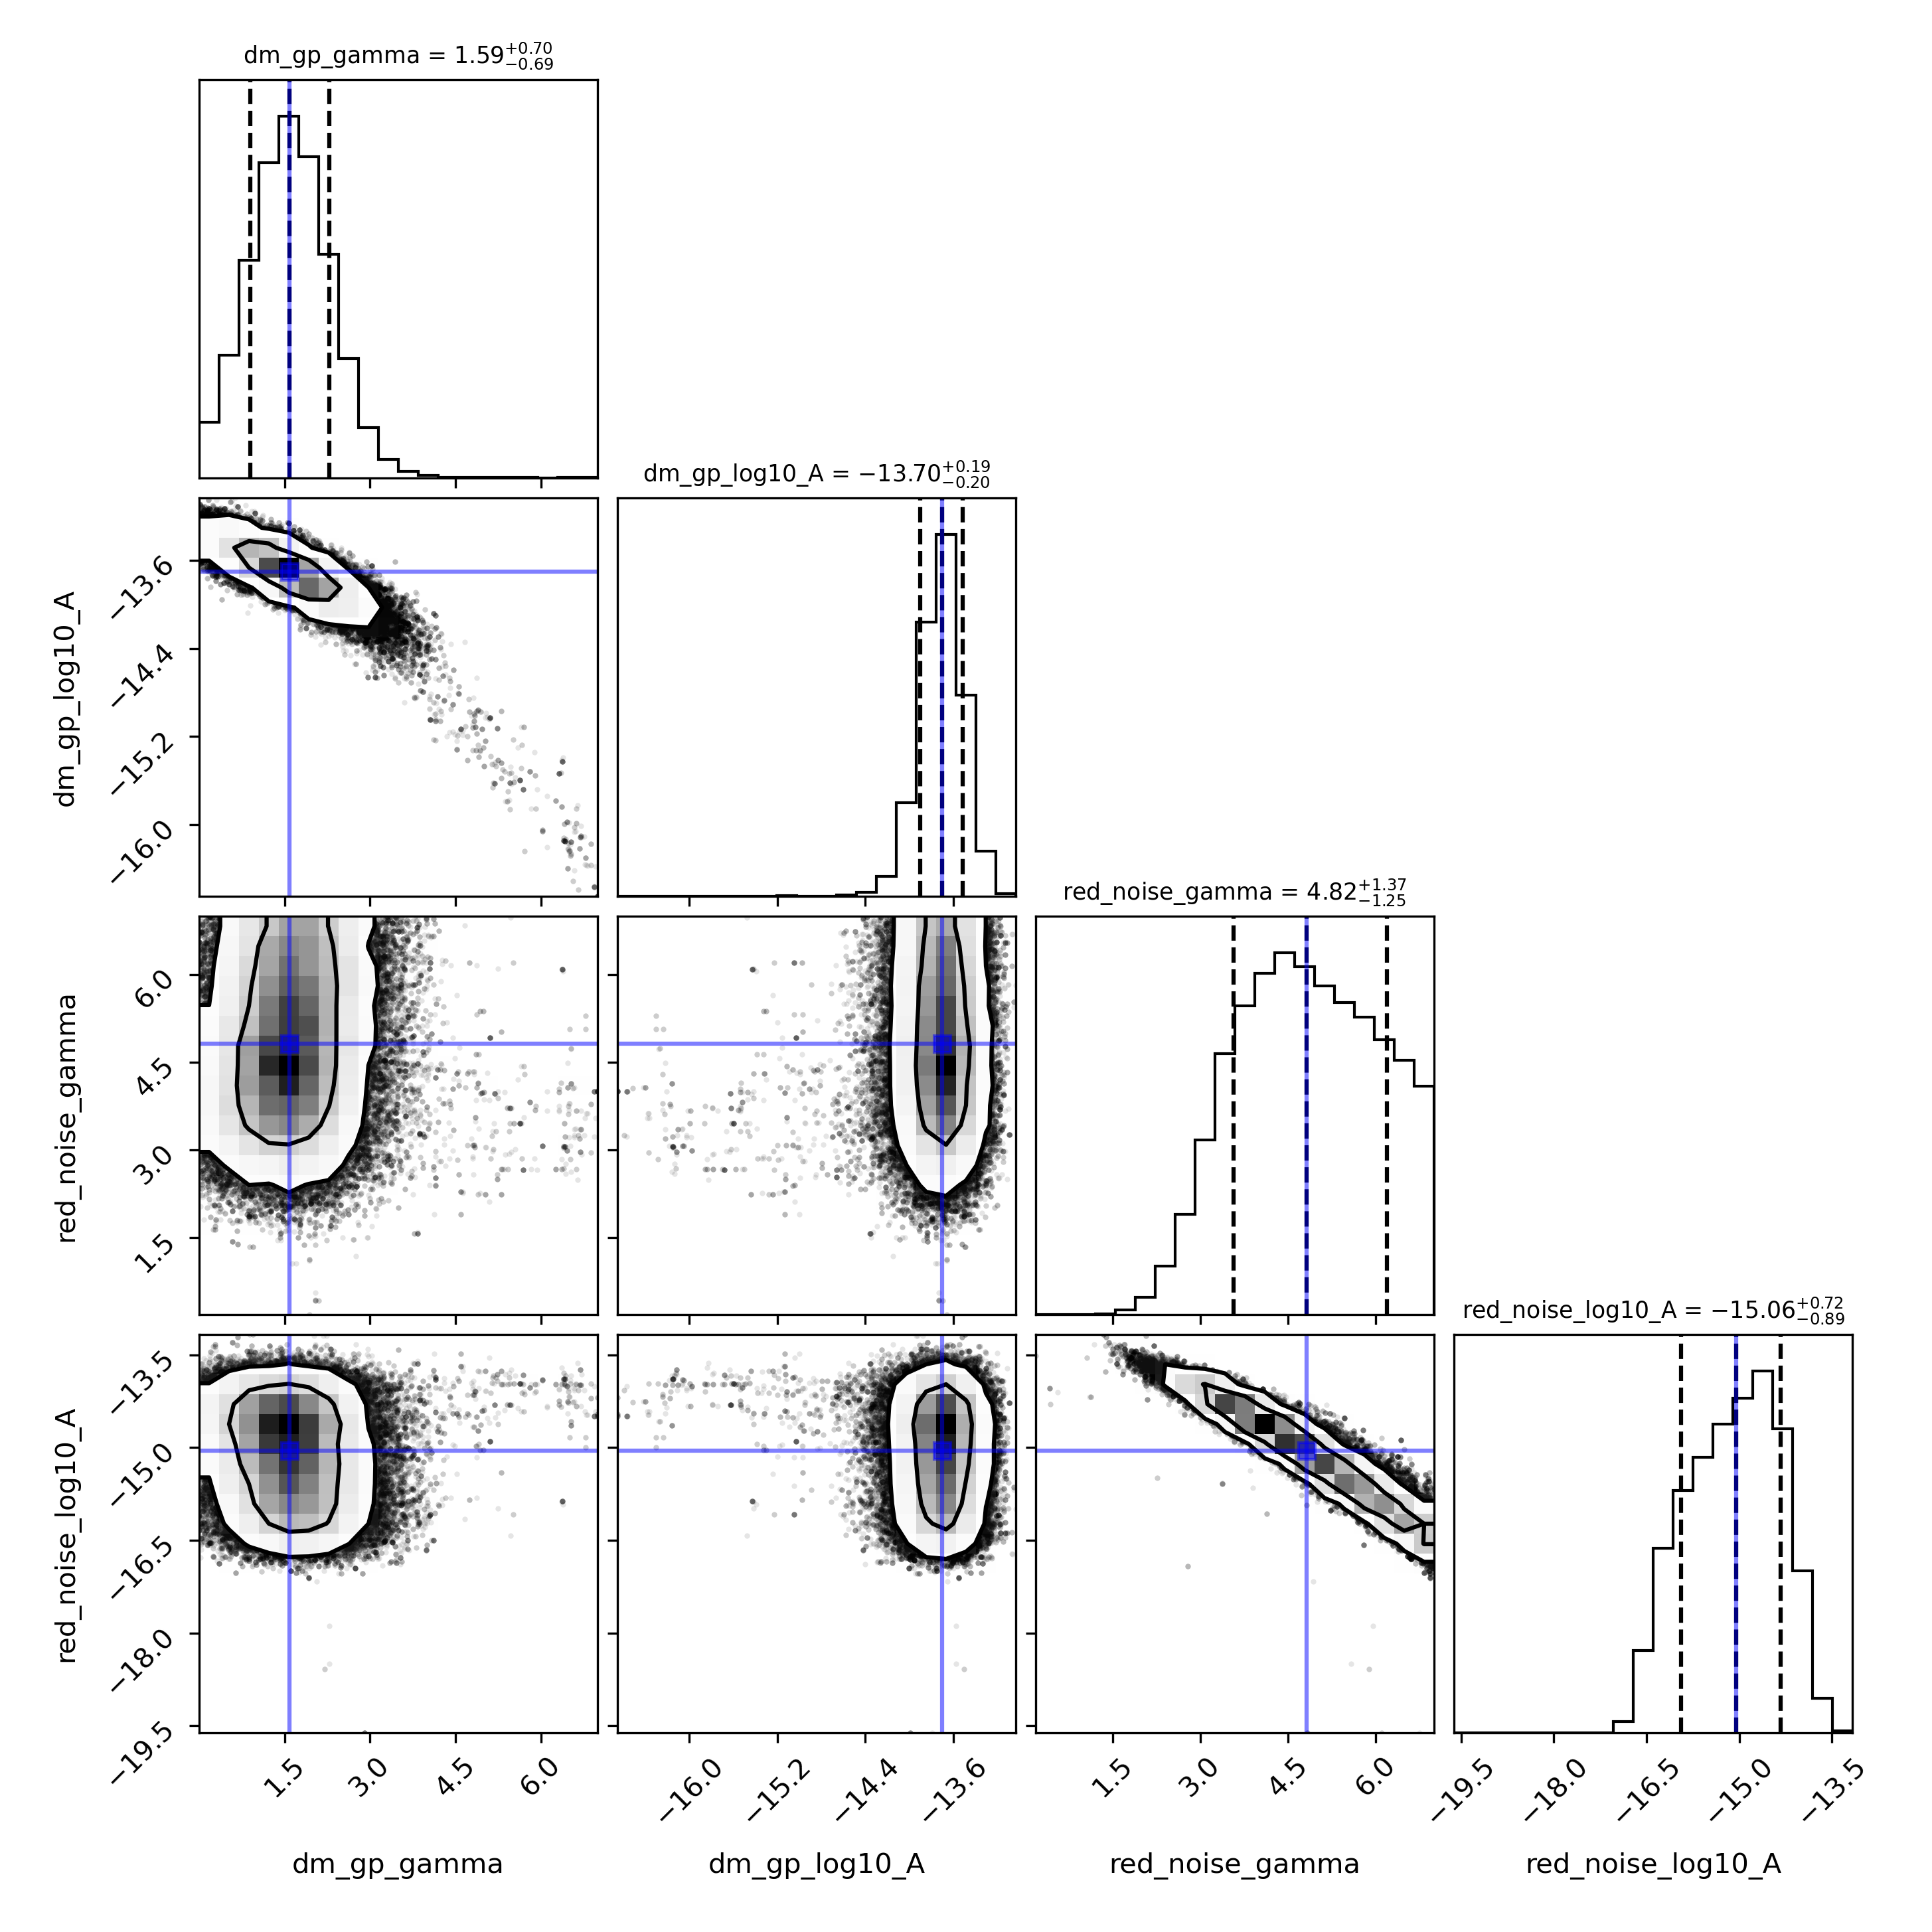 dm_gp_gamma = 1.59+0.70−0.69
dm_gp_log10_A = −13.70+0.19−0.20
−13.6
−14.4
−15.2
−16.0
dm_gp_log10_A
red_noise_gamma = 4.82+1.37−1.25
6.0
4.5
3.0
1.5
red_noise_gamma
red_noise_log10_A = −15.06+0.72−0.89
−13.5
−15.0
−16.5
−18.0
−19.5
red_noise_log10_A
1.5 3.0 4.5 6.0
−16.0 −15.2 −14.4 −13.6
1.5 3.0 4.5 6.0
−19.5 −18.0 −16.5 −15.0 −13.5
dm_gp_gamma
dm_gp_log10_A
red_noise_gamma
red_noise_log10_A